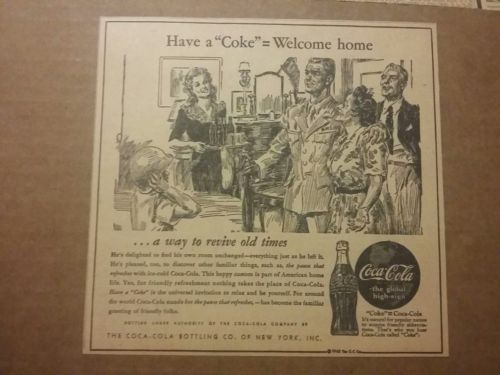 Have a "Coke" = Welcome home
...a way to revive old times
He's delighted to find his own room unchanged—everything just as he left it.
He's pleased, too, to discover other familiar things, such as, the pause that
refreshes with ice-cold Coca-Cola. This happy custom is part of American home
life. Yes, for friendly refreshment nothing takes the place of Coca-Cola.
Have a "Coke" is the universal invitation to relax and be yourself. For around
the world Coca-Cola stands for the pause that refreshes,—has become the familiar
greeting of friendly folks.
BOTTLED UNDER AUTHORITY OF THE COCA-COLA COMPANY BY
THE COCA-COLA BOTTLING CO. OF NEW YORK, INC.
Coca-Cola
Coca-Cola
the global
high-sign
"Coke" = Coca-Cola
It's natural for popular names
to acquire friendly abbrevia-
tions. That's why you hear
Coca-Cola called "Coke".
The C-C Co.